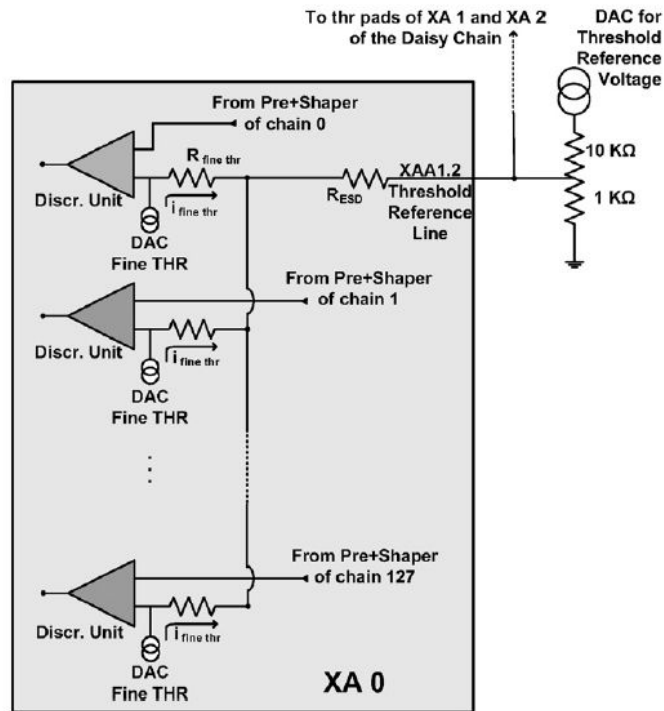 To thr pads of XA 1 and XA 2
of the Daisy Chain
DAC for
Threshold
Reference
Voltage
10 KΩ
1 KΩ
From Pre+Shaper
of chain 0
R fine thr
i fine thr
Discr. Unit
DAC
Fine THR
RESD
XAA1.2
Threshold
Reference
Line
From Pre+Shaper
of chain 1
Discr. Unit
i fine thr
DAC
Fine THR
From Pre+Shaper
of chain 127
Discr. Unit
i fine thr
DAC
Fine THR
XA 0